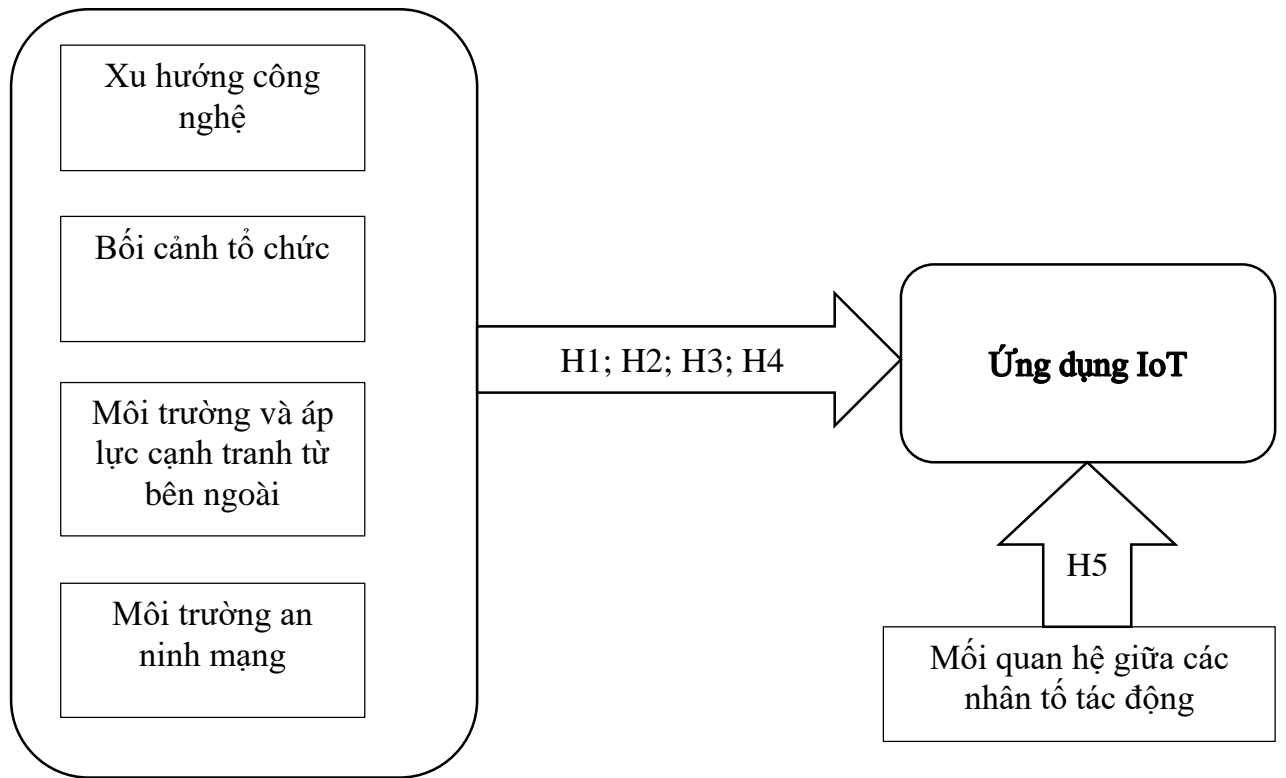 Xu hướng công
nghệ
Bối cảnh tổ chức
Môi trường và áp
lực cạnh tranh từ
bên ngoài
Môi trường an
ninh mạng
H1; H2; H3; H4
Ứng dụng IoT
H5
Mối quan hệ giữa các
nhân tố tác động